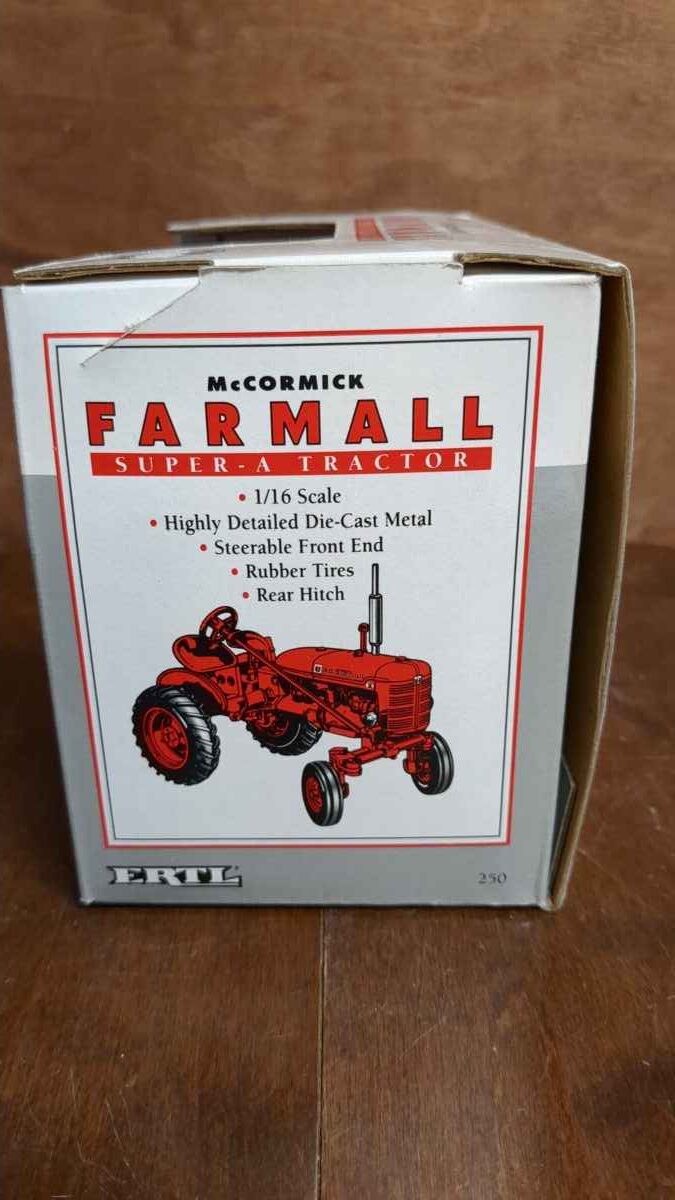 McCORMICK
FARMALL
SUPER-A TRACTOR
• 1/16 Scale
• Highly Detailed Die-Cast Metal
• Steerable Front End
• Rubber Tires
• Rear Hitch
ERTL®
250